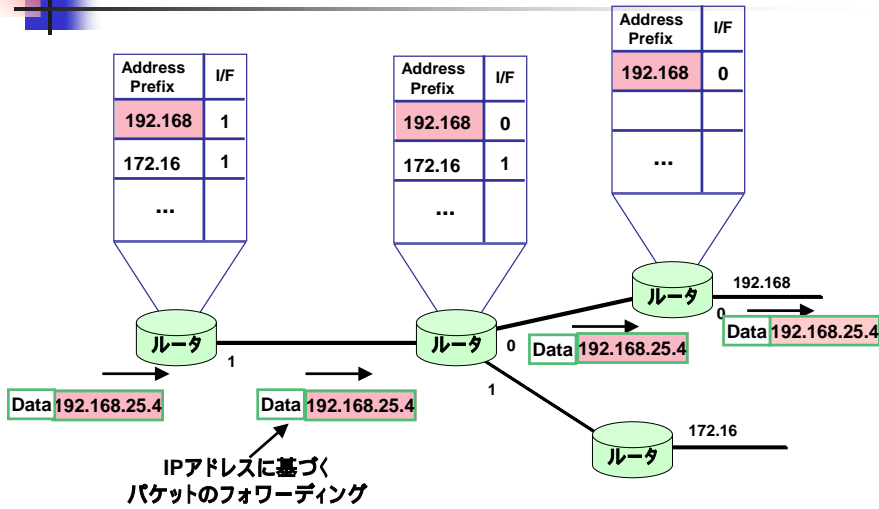 Address Prefix I/F
192.168 1
172.16 1
...
Address Prefix I/F
192.168 0
172.16 1
...
Address Prefix I/F
192.168 0
...
ルータ
1
ルータ
0
1
ルータ
0
192.168
ルータ
172.16
Data 192.168.25.4
Data 192.168.25.4
Data 192.168.25.4
Data 192.168.25.4
IPアドレスに基づく
パケットのフォワーディング